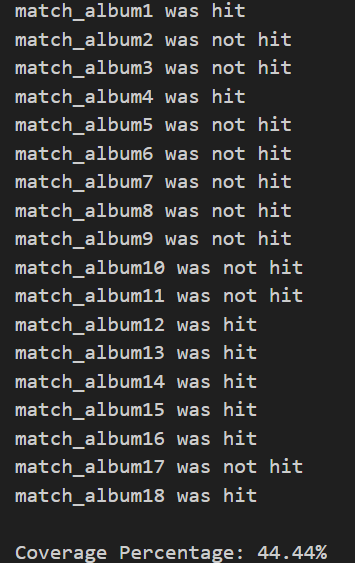 match_album1 was hit
match_album2 was not hit
match_album3 was not hit
match_album4 was hit
match_album5 was not hit
match_album6 was not hit
match_album7 was not hit
match_album8 was not hit
match_album9 was not hit
match_album10 was not hit
match_album11 was not hit
match_album12 was hit
match_album13 was hit
match_album14 was hit
match_album15 was hit
match_album16 was hit
match_album17 was not hit
match_album18 was hit
Coverage Percentage: 44.44%